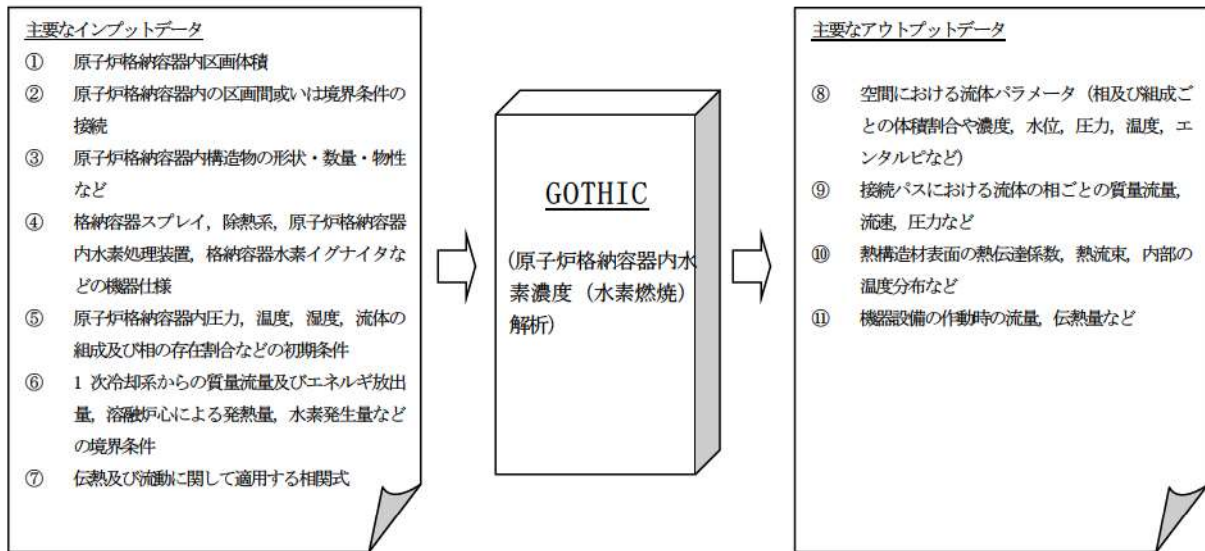 主要なインプットデータ
① 原子炉格納容器内区画体積
② 原子炉格納容器内の区画間或いは境界条件の
接続
③ 原子炉格納容器内構造物の形状・数量・物性
など
④ 格納容器スプレイ，除熱系，原子炉格納容器
内水素処理装置，格納容器水素イグナイタな
どの機器仕様
⑤ 原子炉格納容器内圧力，温度，湿度，流体の
組成及び相の存在割合などの初期条件
⑥ 1 次冷却系からの質量流量及びエネルギ放出
量，溶融炉心による発熱量，水素発生量など
の境界条件
⑦ 伝熱及び流動に関して適用する相関式
GOTHIC
(原子炉格納容器内水
素濃度（水素燃焼）
解析)
主要なアウトプットデータ
⑧ 空間における流体パラメータ（相及び組成ご
との体積割合や濃度，水位，圧力，温度，エ
ンタルピなど）
⑨ 接続パスにおける流体の相ごとの質量流量，
流速，圧力など
⑩ 熱構造材表面の熱伝達係数，熱流束，内部の
温度分布など
⑪ 機器設備の作動時の流量，伝熱量など